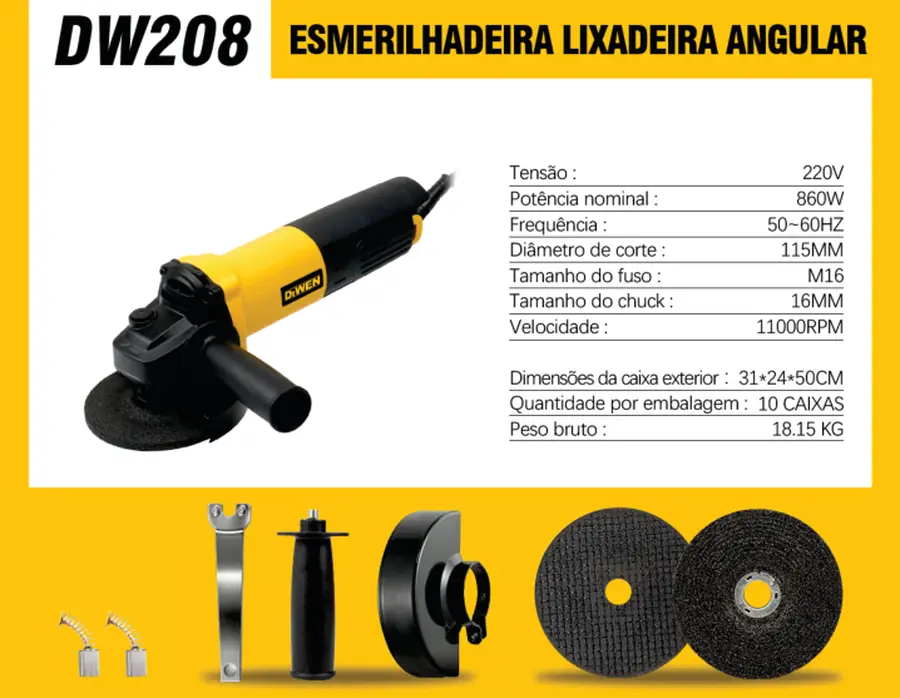 DW208
ESMERILHADEIRA LIXADEIRA ANGULAR
Tensão : 220V
Potência nominal : 860W
Frequência : 50~60HZ
Diâmetro de corte : 115MM
Tamanho do fuso : M16
Tamanho do chuck : 16MM
Velocidade : 11000RPM
Dimensões da caixa exterior : 31*24*50CM
Quantidade por embalagem : 10 CAIXAS
Peso bruto : 18.15 KG
DiWEN